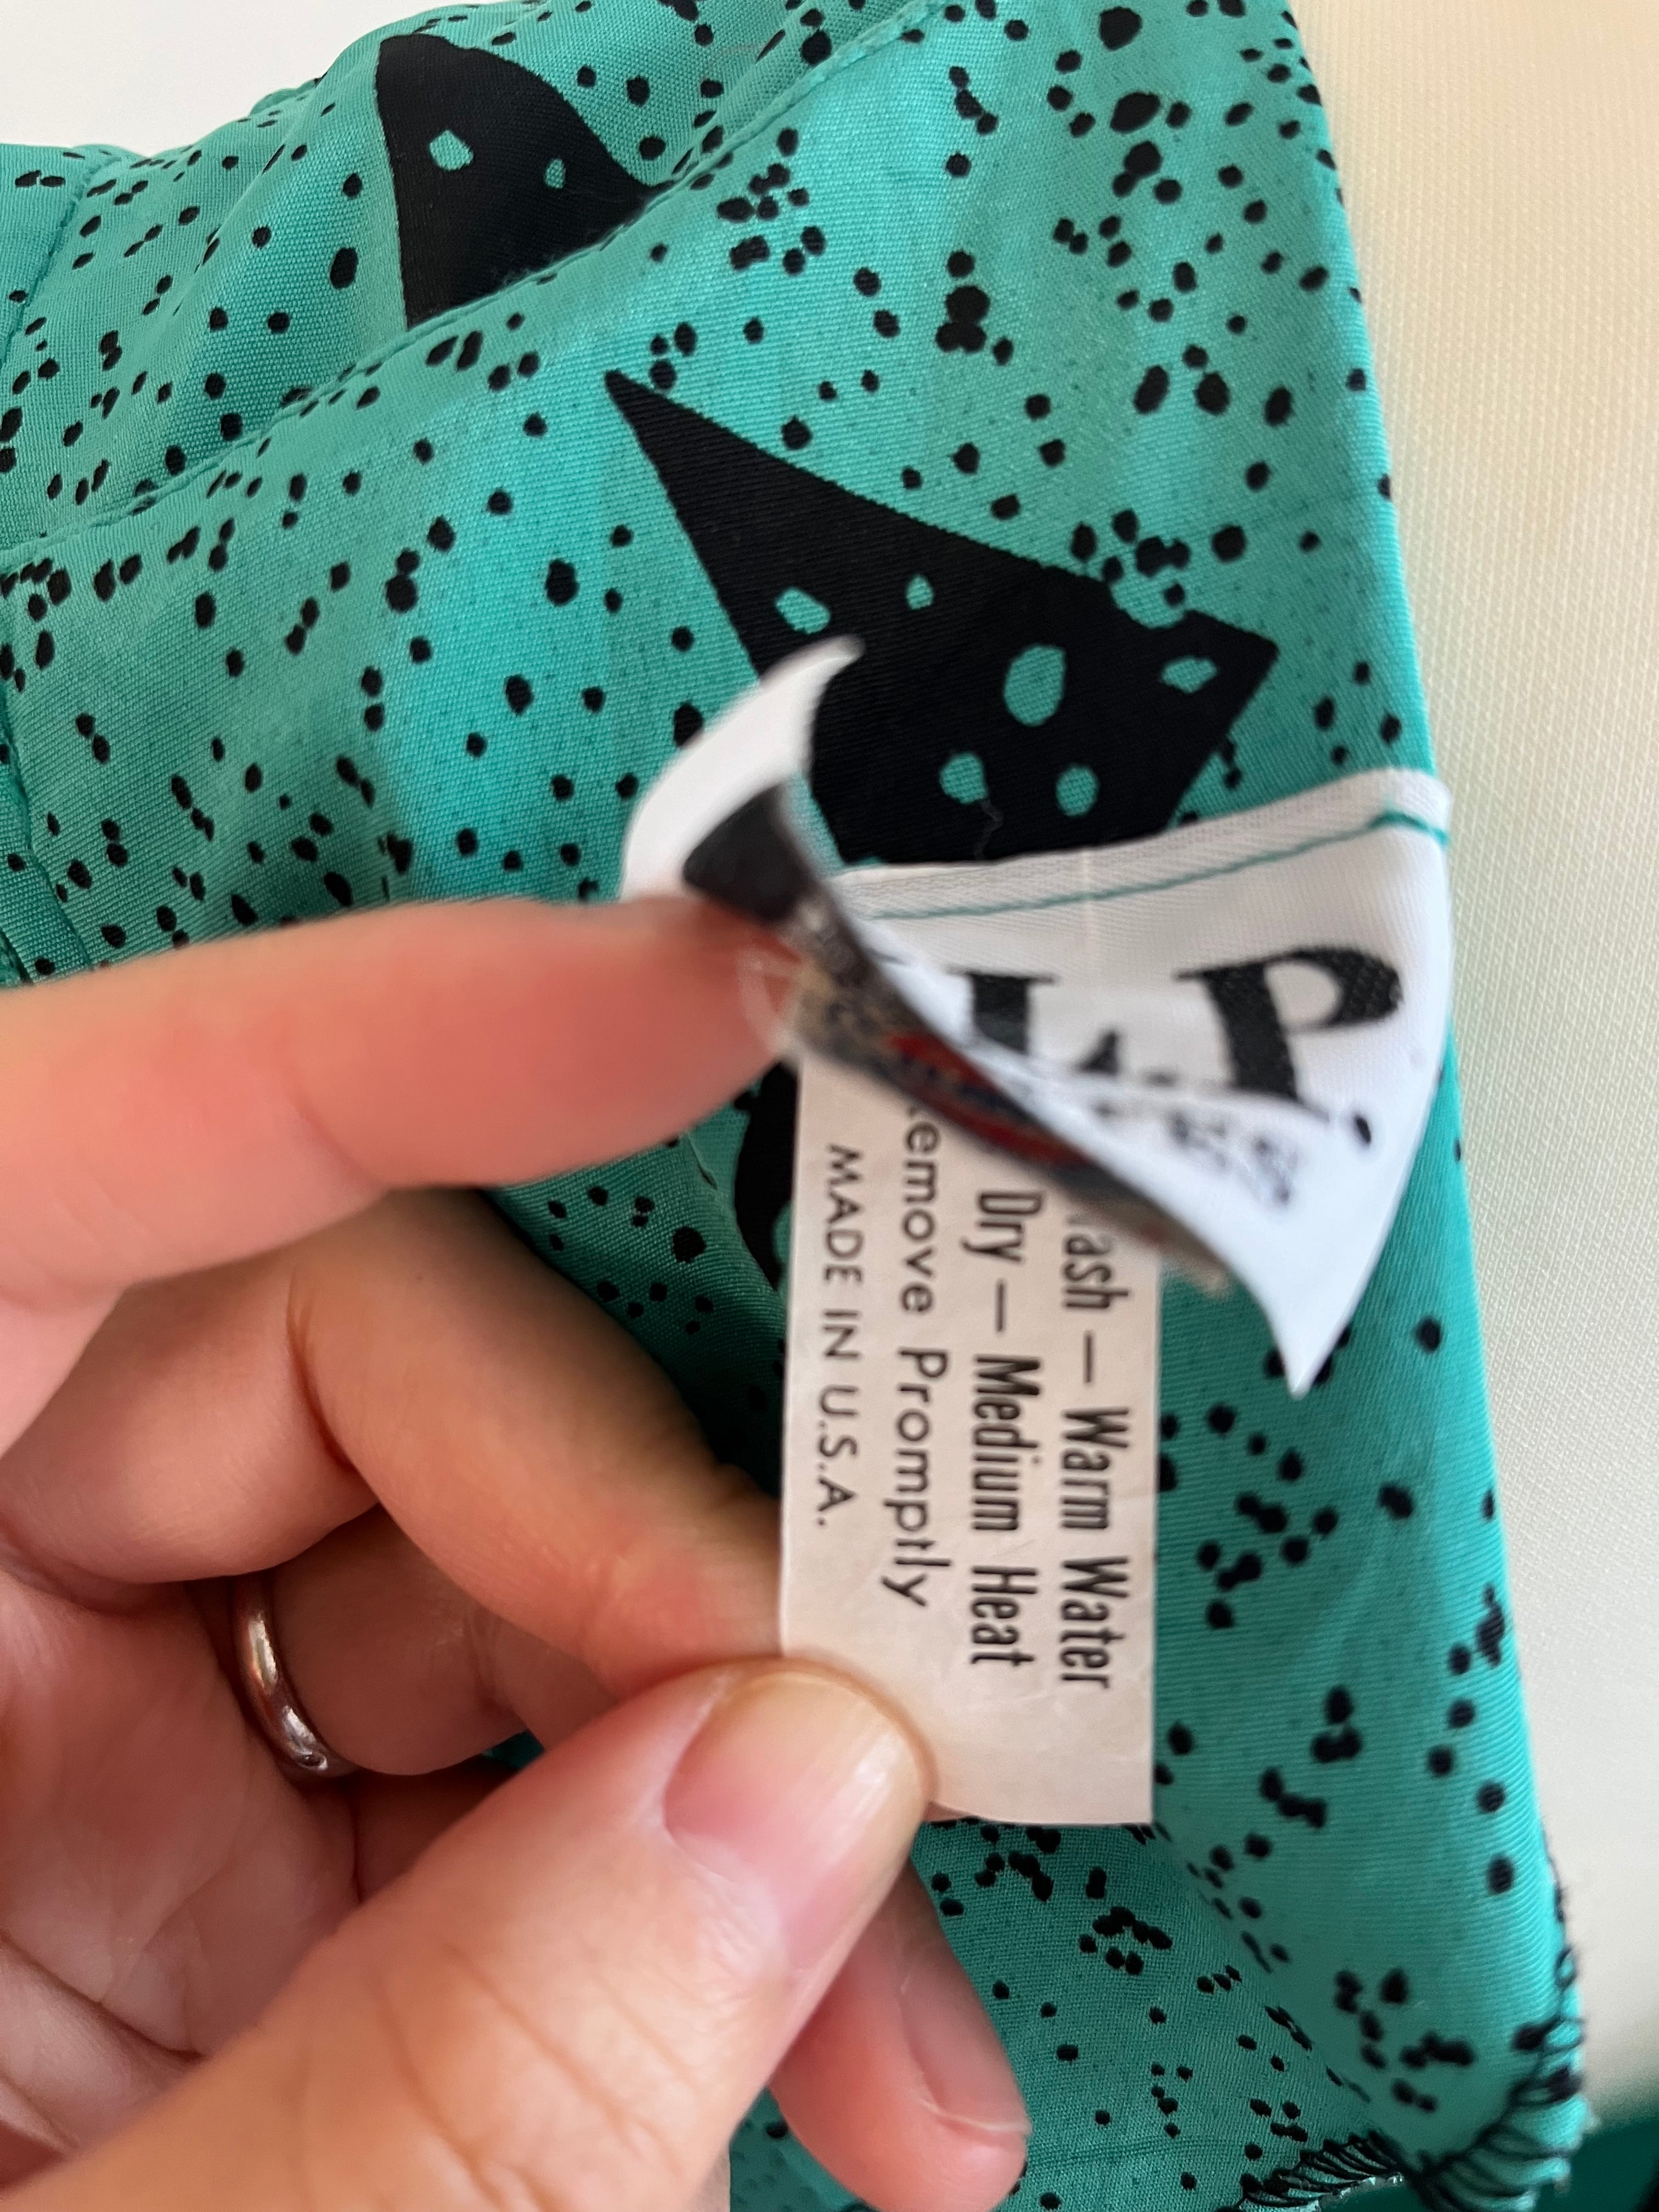 L.P.
ash – Warm Water
Dry – Medium Heat
emove Promptly
MADE IN U.S.A.